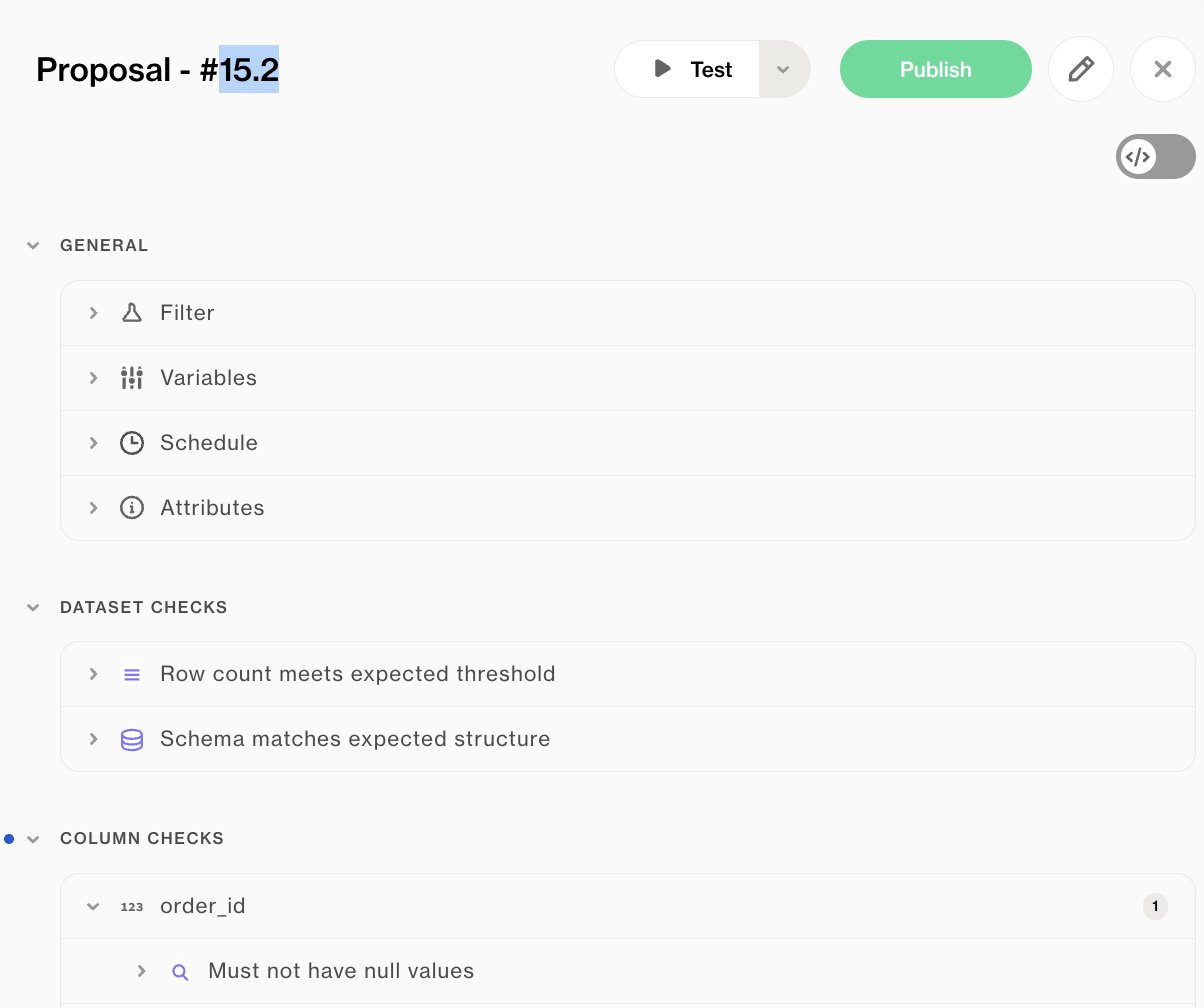 Proposal - #15.2
Test
Publish
</>
GENERAL
Filter
Variables
Schedule
Attributes
DATASET CHECKS
Row count meets expected threshold
Schema matches expected structure
COLUMN CHECKS
123 order_id 1
Must not have null values